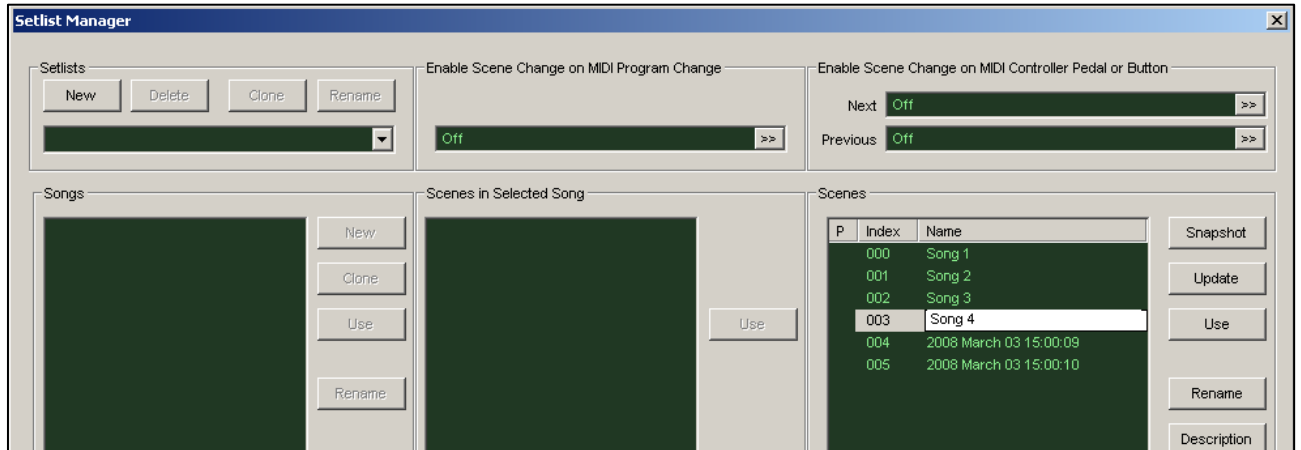 Setlist Manager
Setlists
New Delete Clone Rename
Enable Scene Change on MIDI Program Change
Off >>
Enable Scene Change on MIDI Controller Pedal or Button
Next Off >>
Previous Off >>
Songs
New
Clone
Use
Rename
Scenes in Selected Song
Use
Scenes
P Index Name
000 Song 1
001 Song 2
002 Song 3
003 Song 4
004 2008 March 03 15:00:09
005 2008 March 03 15:00:10
Snapshot
Update
Use
Rename
Description